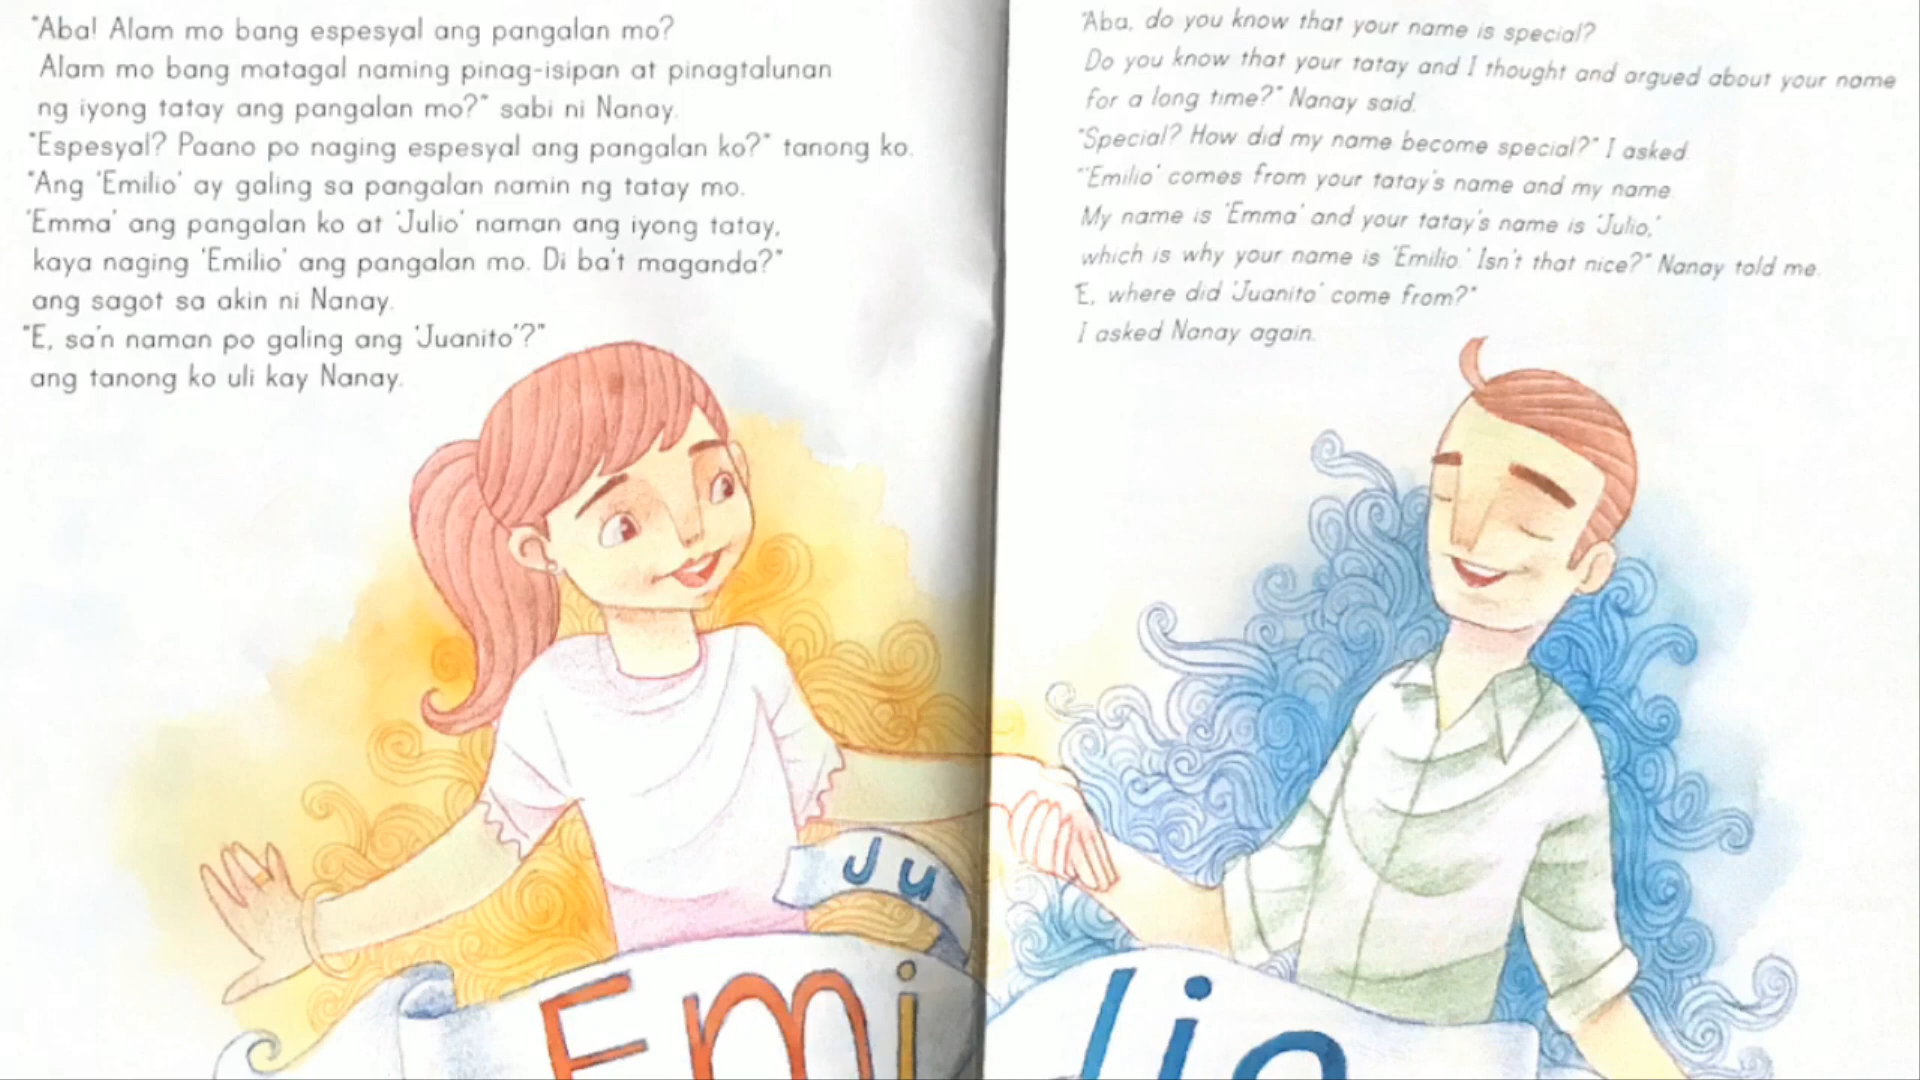 "Aba! Alam mo bang espesyal ang pangalan mo?
Alam mo bang matagal naming pinag-isipan at pinagtalunan
ng iyong tatay ang pangalan mo?" sabi ni Nanay.
"Espesyal? Paano po naging espesyal ang pangalan ko?" tanong ko.
"Ang 'Emilio' ay galing sa pangalan namin ng tatay mo.
'Emma' ang pangalan ko at 'Julio' naman ang iyong tatay,
kaya naging 'Emilio' ang pangalan mo. Di ba't maganda?"
ang sagot sa akin ni Nanay.
"E, sa'n naman po galing ang 'Juanito'?"
ang tanong ko uli kay Nanay.
"Aba, do you know that your name is special?
Do you know that your tatay and I thought and argued about your name
for a long time?" Nanay said.
"Special? How did my name become special?" I asked.
"'Emilio' comes from your tatay's name and my name.
My name is 'Emma' and your tatay's name is 'Julio,'
which is why your name is 'Emilio.' Isn't that nice?" Nanay told me.
"E, where did 'Juanito' come from?"
I asked Nanay again.
Ju
Emilio